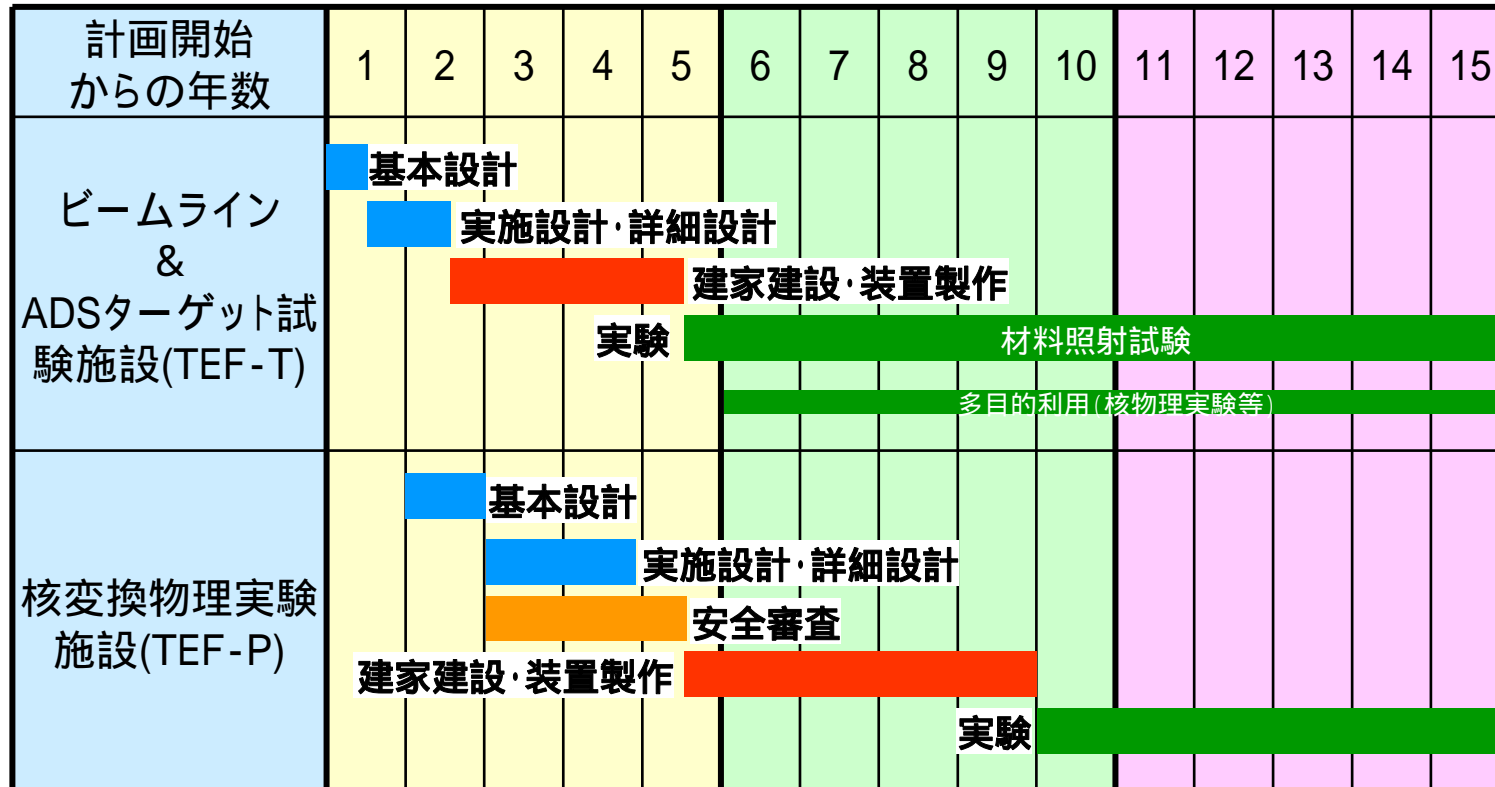 計画開始
からの年数
1 2 3 4 5 6 7 8 9 10 11 12 13 14 15
ビームライン
&
ADSターゲット試
験施設(TEF-T)
基本設計
実施設計･詳細設計
建家建設･装置製作
実験
材料照射試験
多目的利用(核物理実験等)
核変換物理実験
施設(TEF-P)
基本設計
実施設計･詳細設計
安全審査
建家建設･装置製作
実験